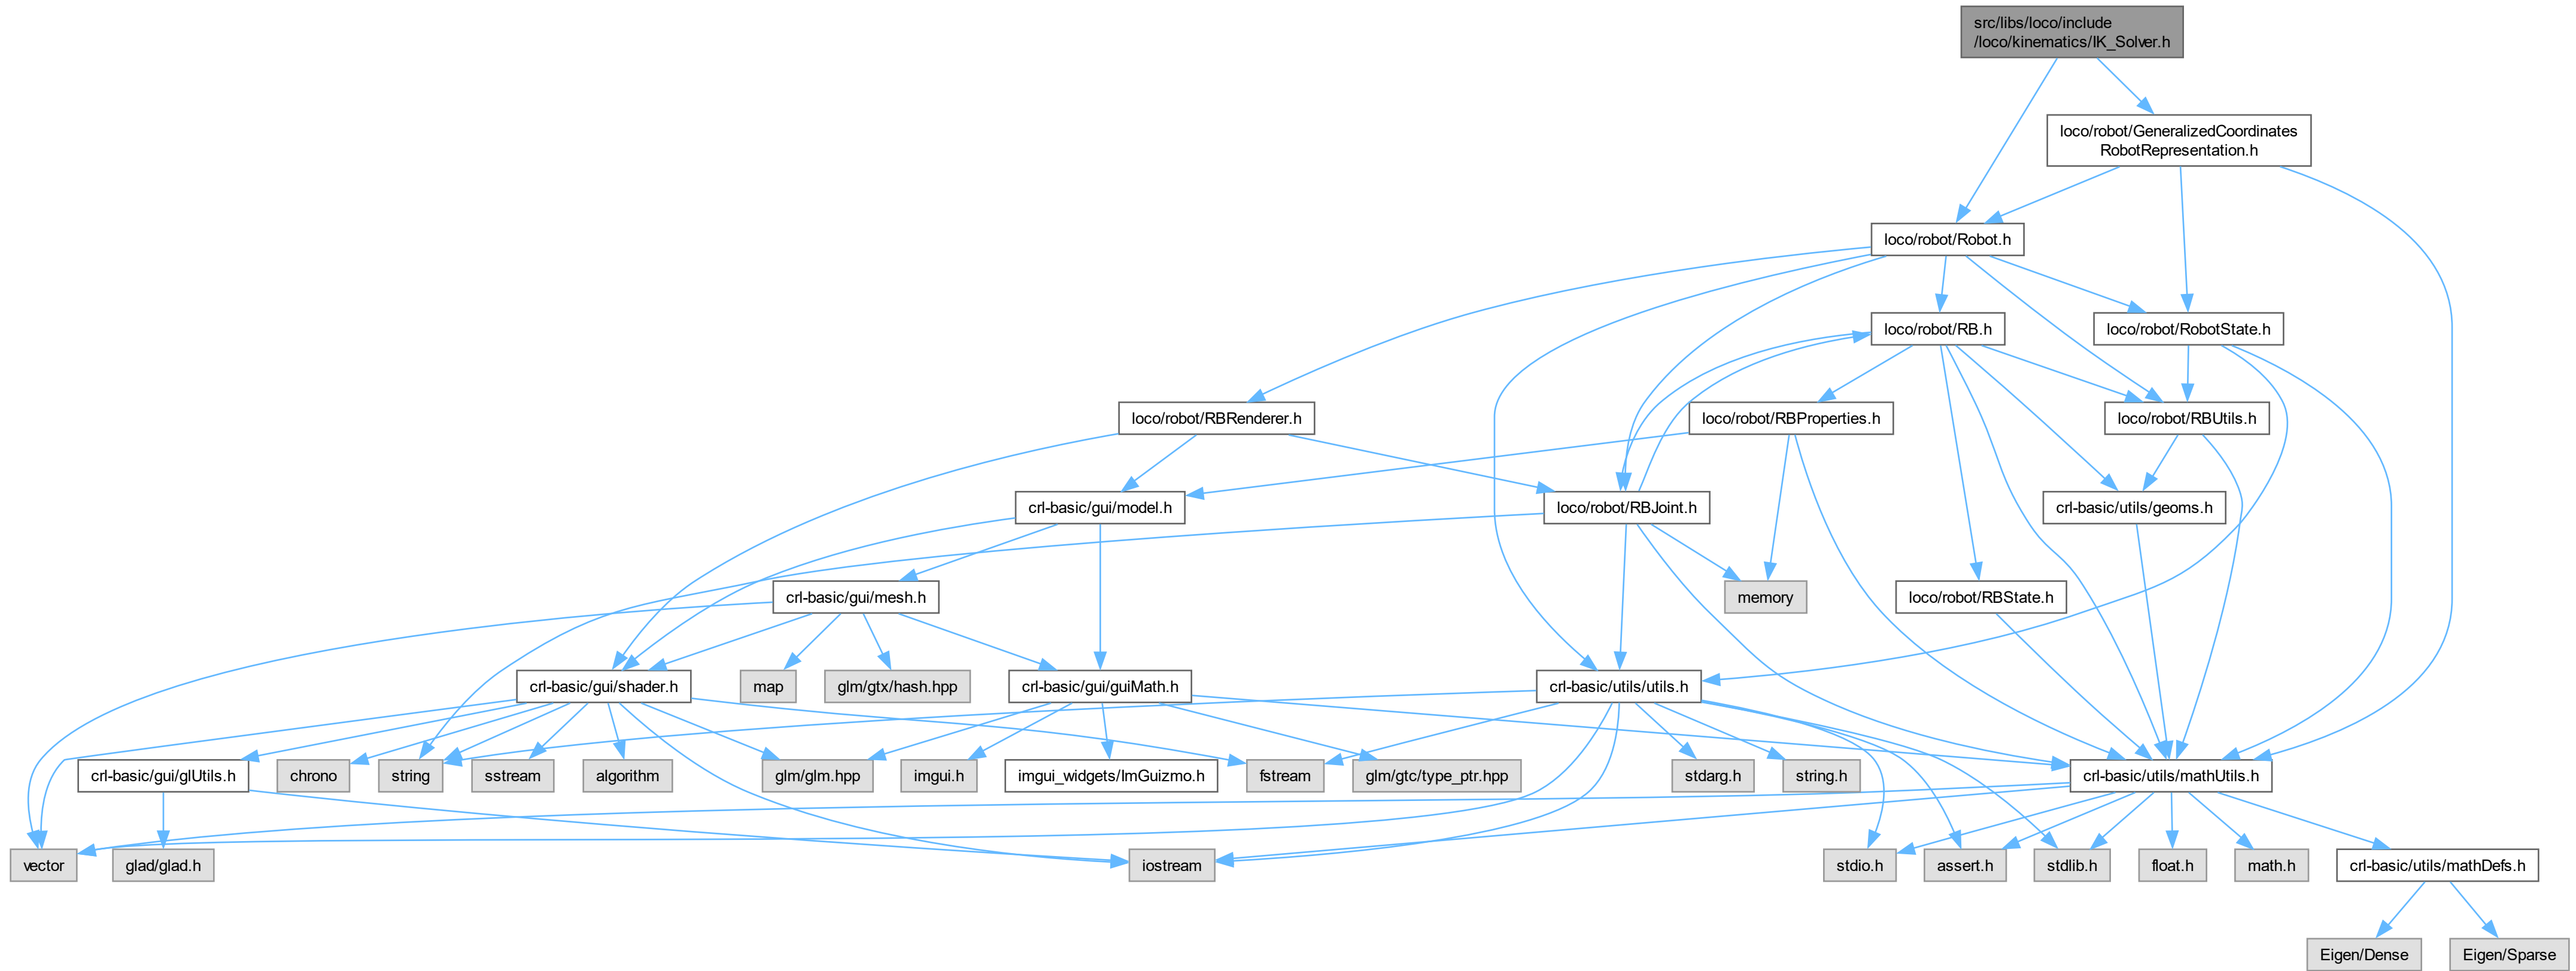 src/libs/loco/include
/loco/kinematics/IK_Solver.h
loco/robot/GeneralizedCoordinates
RobotRepresentation.h
loco/robot/Robot.h
loco/robot/RB.h
loco/robot/RobotState.h
loco/robot/RBRenderer.h
loco/robot/RBProperties.h
loco/robot/RBUtils.h
crl-basic/gui/model.h
loco/robot/RBJoint.h
crl-basic/utils/geoms.h
crl-basic/gui/mesh.h
memory
loco/robot/RBState.h
crl-basic/gui/shader.h
map
glm/gtx/hash.hpp
crl-basic/gui/guiMath.h
crl-basic/utils/utils.h
crl-basic/gui/glUtils.h
chrono
string
sstream
algorithm
glm/glm.hpp
imgui.h
imgui_widgets/ImGuizmo.h
fstream
glm/gtc/type_ptr.hpp
stdarg.h
string.h
crl-basic/utils/mathUtils.h
vector
glad/glad.h
iostream
stdio.h
assert.h
stdlib.h
float.h
math.h
crl-basic/utils/mathDefs.h
Eigen/Dense
Eigen/Sparse